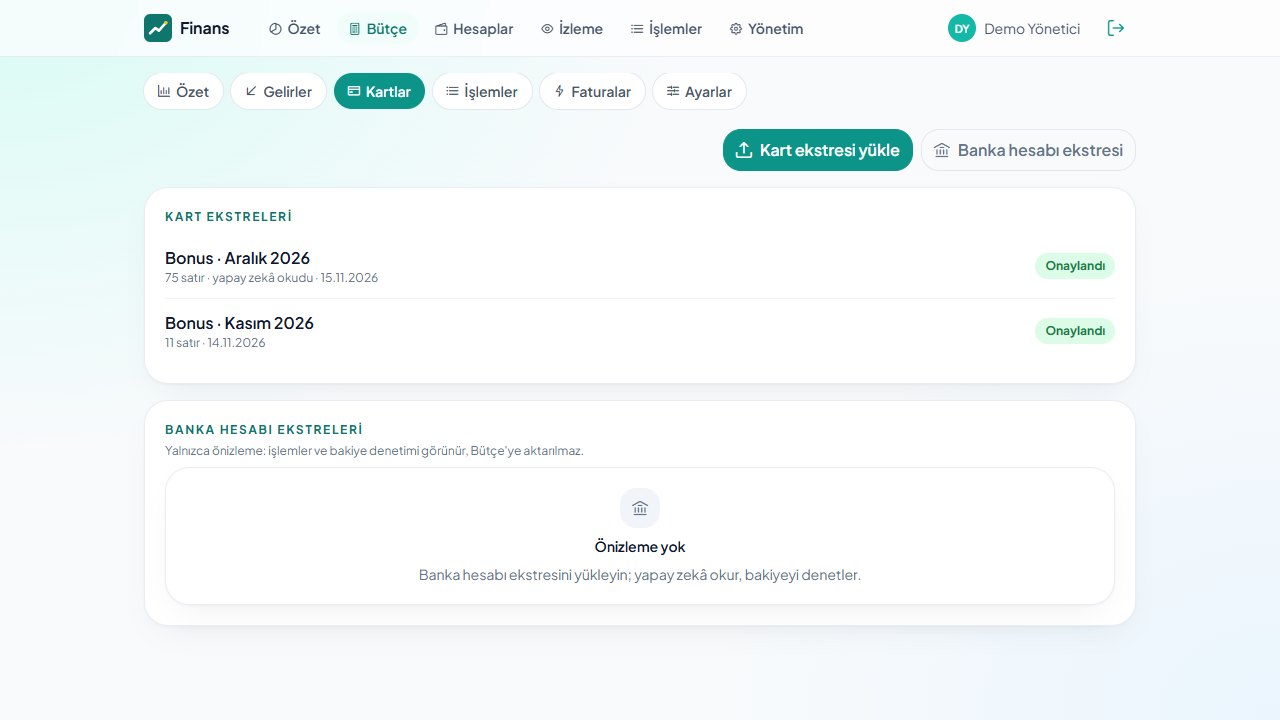 Finans
Özet
Bütçe
Hesaplar
İzleme
İşlemler
Yönetim
DY
Demo Yönetici
Özet
Gelirler
Kartlar
İşlemler
Faturalar
Ayarlar
Kart ekstresi yükle
Banka hesabı ekstresi
KART EKSTRELERİ
Bonus · Aralık 2026
75 satır · yapay zekâ okudu · 15.11.2026
Onaylandı
Bonus · Kasım 2026
11 satır · 14.11.2026
Onaylandı
BANKA HESABI EKSTRELERİ
Yalnızca önizleme: işlemler ve bakiye denetimi görünür, Bütçe'ye aktarılmaz.
Önizleme yok
Banka hesabı ekstresini yükleyin; yapay zekâ okur, bakiyeyi denetler.